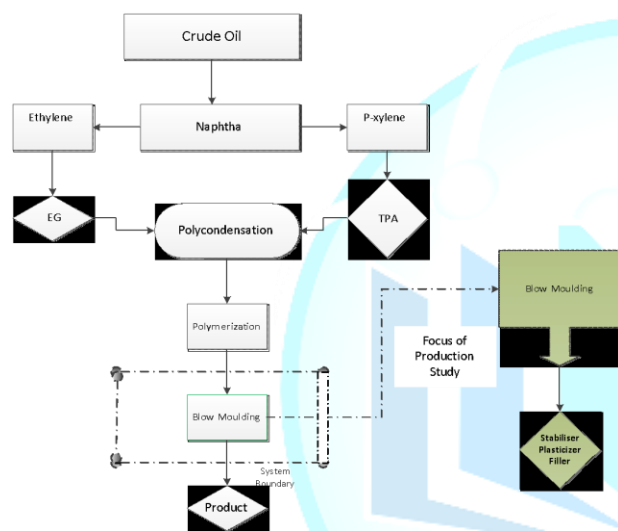 Crude Oil
Ethylene
Naphtha
P-xylene
EG
Polycondensation
TPA
Polymerization
Blow Moulding
Focus of
Production
Study
Blow Moulding
System
Boundary
Product
Stabiliser
Plasticizer
Filler